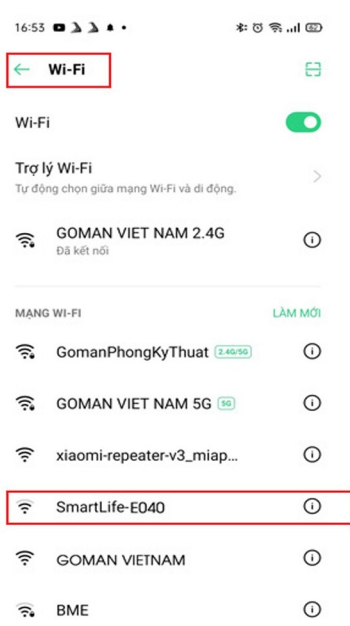 16:53
62
Wi-Fi
Wi-Fi
Trợ lý Wi-Fi
Tự động chọn giữa mạng Wi-Fi và di động.
GOMAN VIET NAM 2.4G
Đã kết nối
MẠNG WI-FI LÀM MỚI
GomanPhongKyThuat 2.4G/5G
GOMAN VIET NAM 5G 5G
xiaomi-repeater-v3_miap...
SmartLife-E040
GOMAN VIETNAM
BME